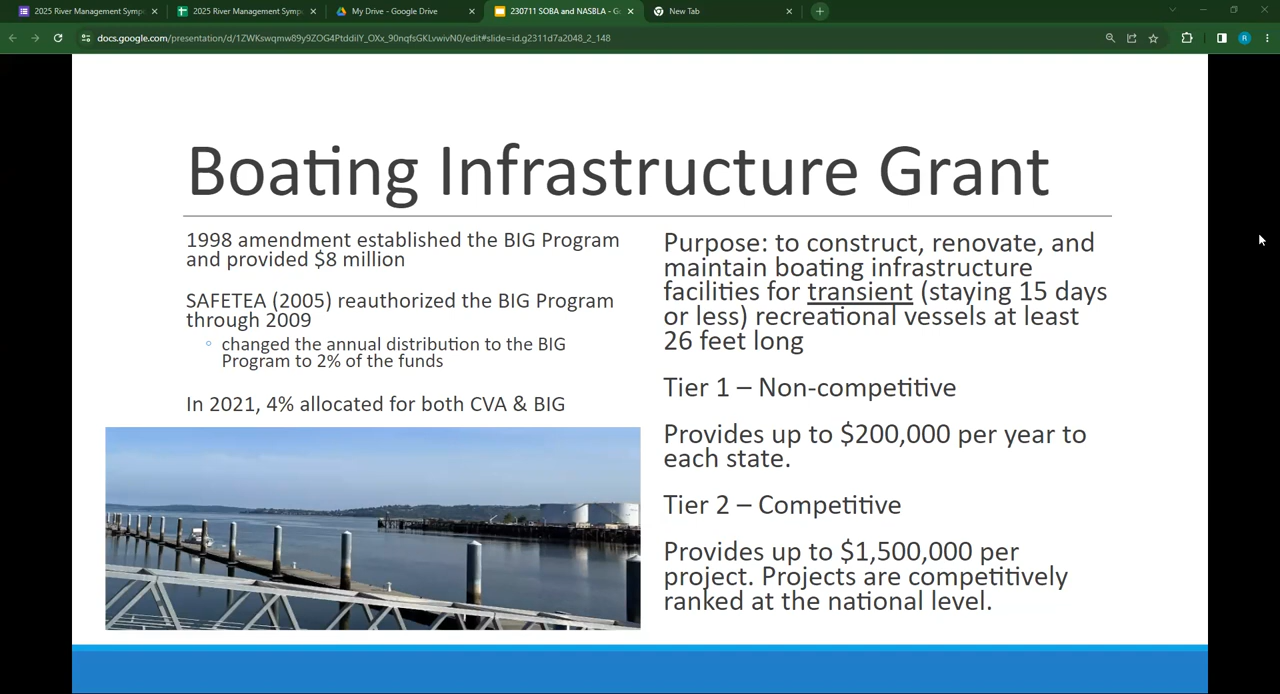 2025 River Management Symp
2025 River Management Symp
My Drive - Google Drive
230711 SOBA and NASBLA - G
New Tab
docs.google.com/presentation/d/1ZWKswqmw89y9ZOG4PtddilY_OXx_90nqfsGKLvwivN0/edit#slide=id.g2311d7a2048_2_148
R
Boating Infrastructure Grant
1998 amendment established the BIG Program
and provided $8 million
SAFETEA (2005) reauthorized the BIG Program
through 2009
changed the annual distribution to the BIG
Program to 2% of the funds
In 2021, 4% allocated for both CVA & BIG
Purpose: to construct, renovate, and
maintain boating infrastructure
facilities for transient (staying 15 days
or less) recreational vessels at least
26 feet long
Tier 1 – Non-competitive
Provides up to $200,000 per year to
each state.
Tier 2 – Competitive
Provides up to $1,500,000 per
project. Projects are competitively
ranked at the national level.